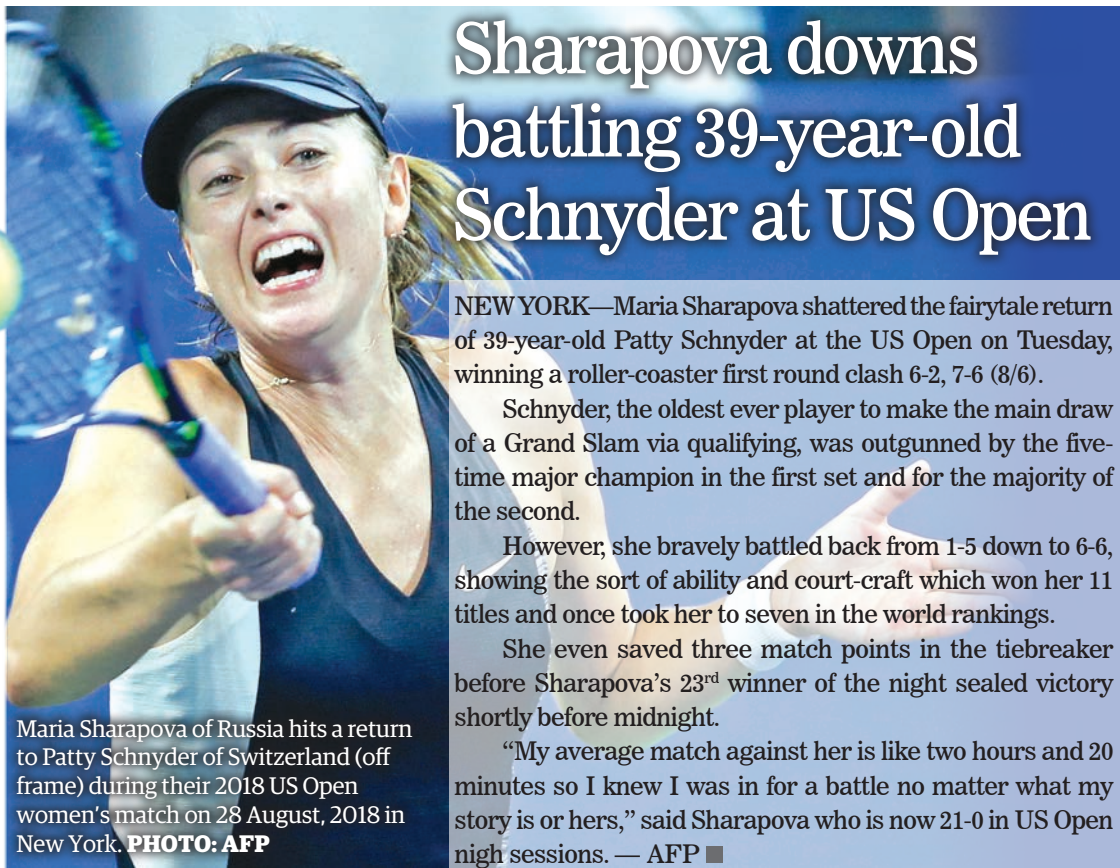 Sharapova downs
battling 39-year-old
Schnyder at US Open
NEW YORK—Maria Sharapova shattered the fairytale return
of 39-year-old Patty Schnyder at the US Open on Tuesday,
winning a roller-coaster first round clash 6-2, 7-6 (8/6).
Schnyder, the oldest ever player to make the main draw
of a Grand Slam via qualifying, was outgunned by the five-
time major champion in the first set and for the majority of
the second.
However, she bravely battled back from 1-5 down to 6-6,
showing the sort of ability and court-craft which won her 11
titles and once took her to seven in the world rankings.
She even saved three match points in the tiebreaker
before Sharapova’s 23rd winner of the night sealed victory
shortly before midnight.
“My average match against her is like two hours and 20
minutes so I knew I was in for a battle no matter what my
story is or hers,” said Sharapova who is now 21-0 in US Open
nigh sessions. — AFP ■
Maria Sharapova of Russia hits a return
to Patty Schnyder of Switzerland (off
frame) during their 2018 US Open
women’s match on 28 August, 2018 in
New York. PHOTO: AFP